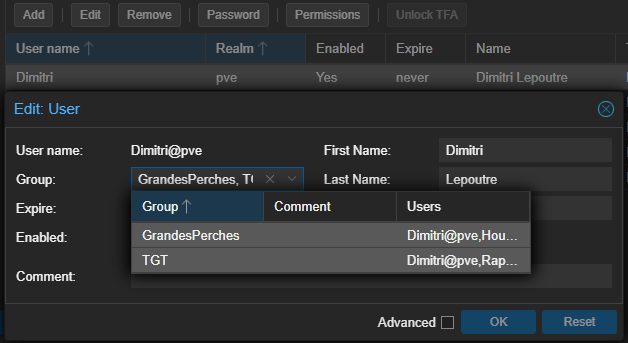 Add Edit Remove Password Permissions Unlock TFA
User name Realm Enabled Expire Name
Dimitri pve Yes never Dimitri Lepoutre
Edit: User
User name: Dimitri@pve First Name: Dimitri
Group: GrandesPerches, TG Last Name: Lepoutre
Expire:
Group Comment Users
Enabled:
GrandesPerches Dimitri@pve,Hou...
TGT Dimitri@pve,Rap...
Comment:
Advanced OK Reset